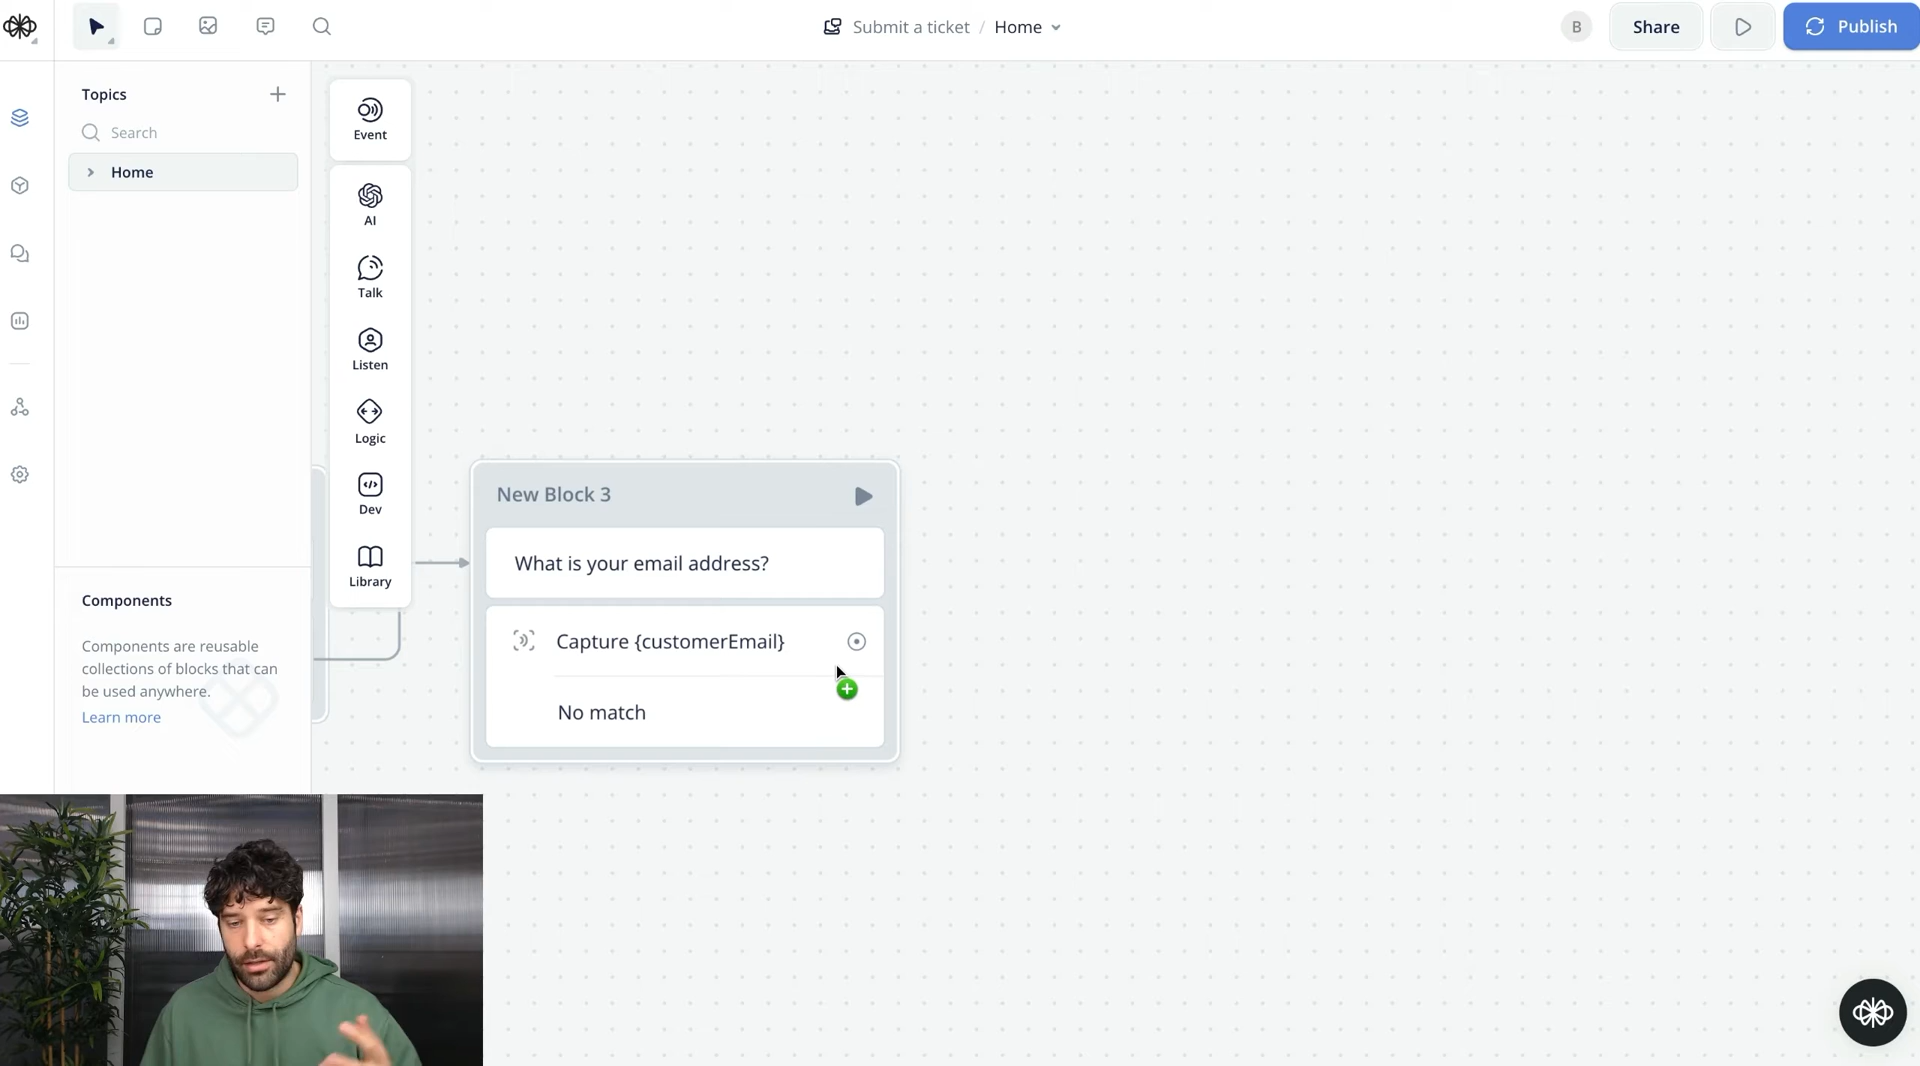 Submit a ticket / Home
B
Share
Publish
Topics
Search
Home
Event
AI
Talk
Listen
Logic
Dev
Library
Components
Components are reusable
collections of blocks that can
be used anywhere.
Learn more
New Block 3
What is your email address?
Capture {customerEmail}
No match